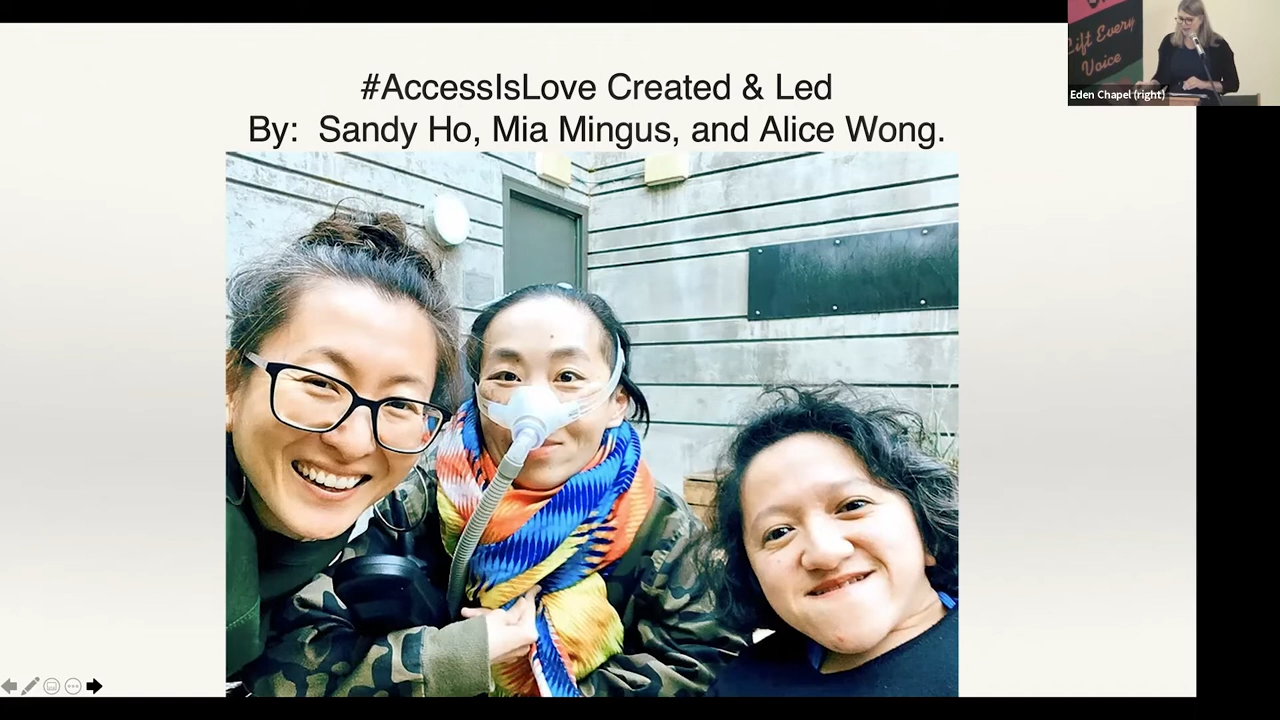 #AccessIsLove Created & Led
By:  Sandy Ho, Mia Mingus, and Alice Wong.
Lift Every
Voice
Eden Chapel (right)